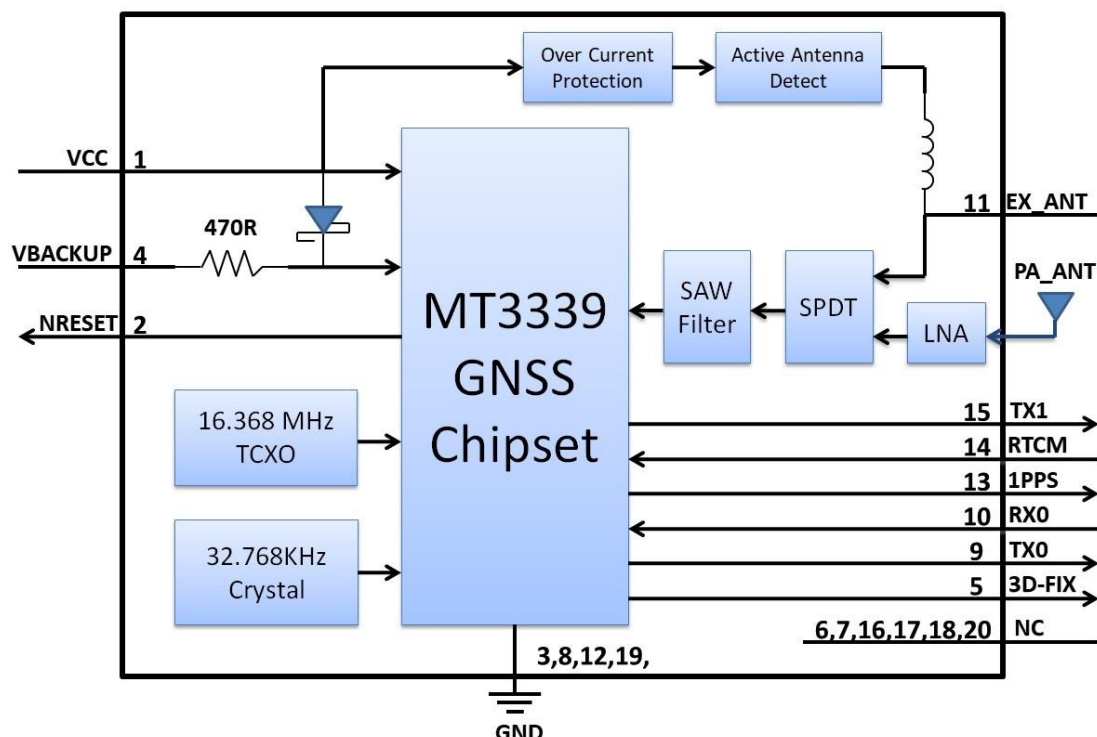 Over Current
Protection
Active Antenna
Detect
VCC 1
11 EX_ANT
470R
VBACKUP 4
PA_ANT
NRESET 2
MT3339
GNSS
Chipset
SAW
Filter
SPDT
LNA
16.368 MHz
TCXO
32.768KHz
Crystal
15 TX1
14 RTCM
13 1PPS
10 RX0
9 TX0
5 3D-FIX
6,7,16,17,18,20 NC
3,8,12,19,
GND